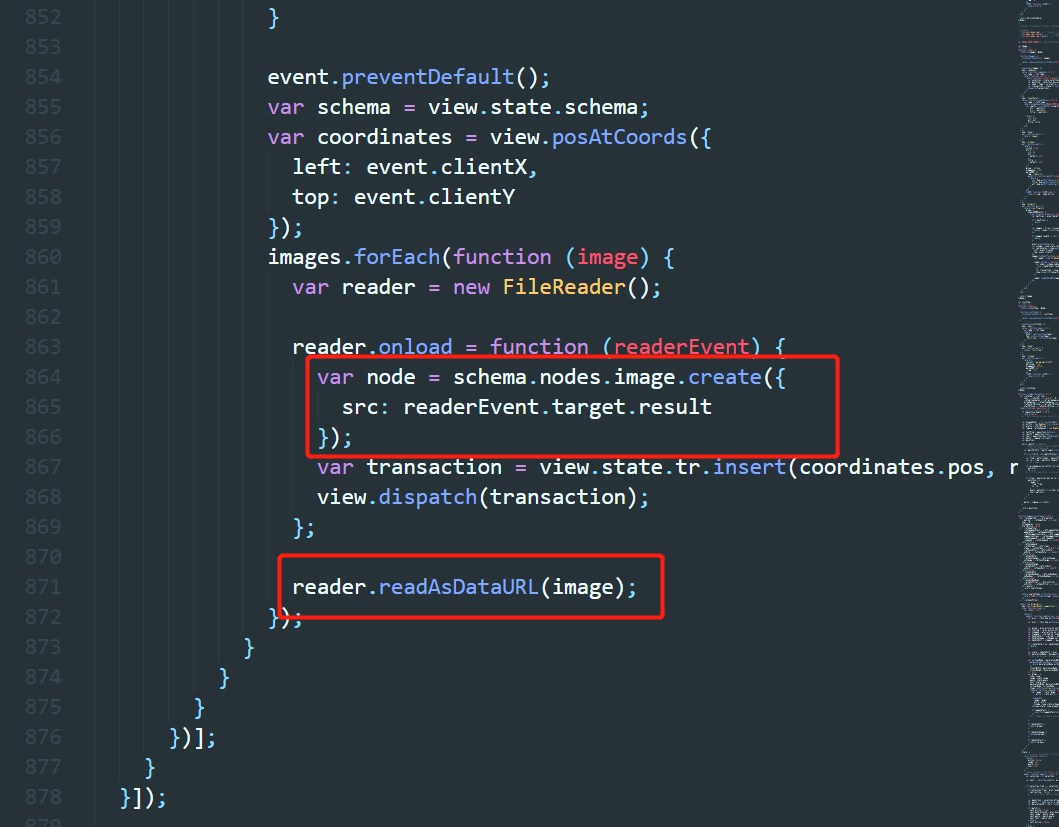 852 }
853
854 event.preventDefault();
855 var schema = view.state.schema;
856 var coordinates = view.posAtCoords({
857 left: event.clientX,
858 top: event.clientY
859 });
860 images.forEach(function (image) {
861 var reader = new FileReader();
862
863 reader.onload = function (readerEvent) {
864 var node = schema.nodes.image.create({
865 src: readerEvent.target.result
866 });
867 var transaction = view.state.tr.insert(coordinates.pos,
868 view.dispatch(transaction);
869 };
870
871 reader.readAsDataURL(image);
872 });
873 }
874 }
875 }
876 })];
877 }
878 }]);
879